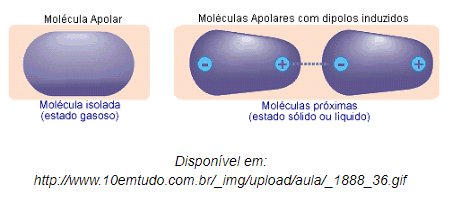 Molécula Apolar
Moléculas Apolares com dipolos induzidos
- + - +
Molécula isolada
(estado gasoso)
Moléculas próximas
(estado sólido ou líquido)
Disponível em:
http://www.10emtudo.com.br/_img/upload/aula/_1888_36.gif